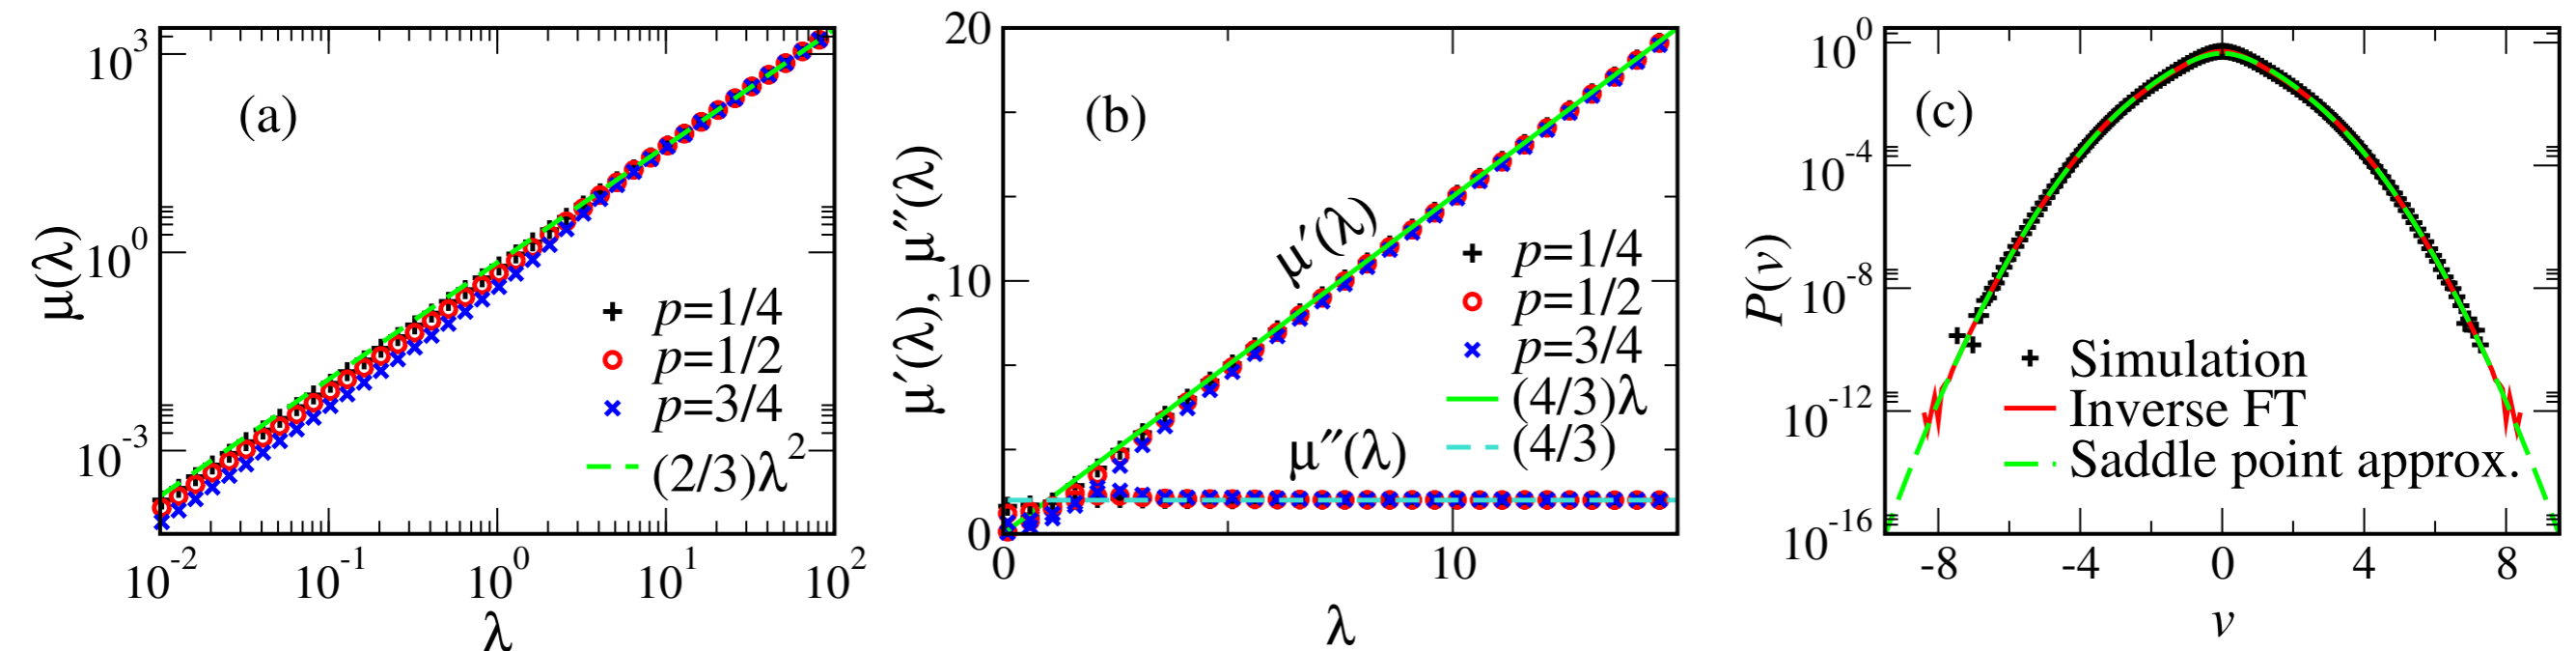 (a)
μ(λ)
10^3
10^0
10^-3
p=1/4
p=1/2
p=3/4
(2/3)λ^2
10^-2 10^-1 10^0 10^1 10^2
λ
(b)
μ′(λ), μ″(λ)
20
10
0
μ′(λ)
p=1/4
p=1/2
p=3/4
(4/3)λ
μ″(λ)
(4/3)
0 10
λ
(c)
P(v)
10^0
10^-4
10^-8
10^-12
10^-16
Simulation
Inverse FT
Saddle point approx.
-8 -4 0 4 8
v